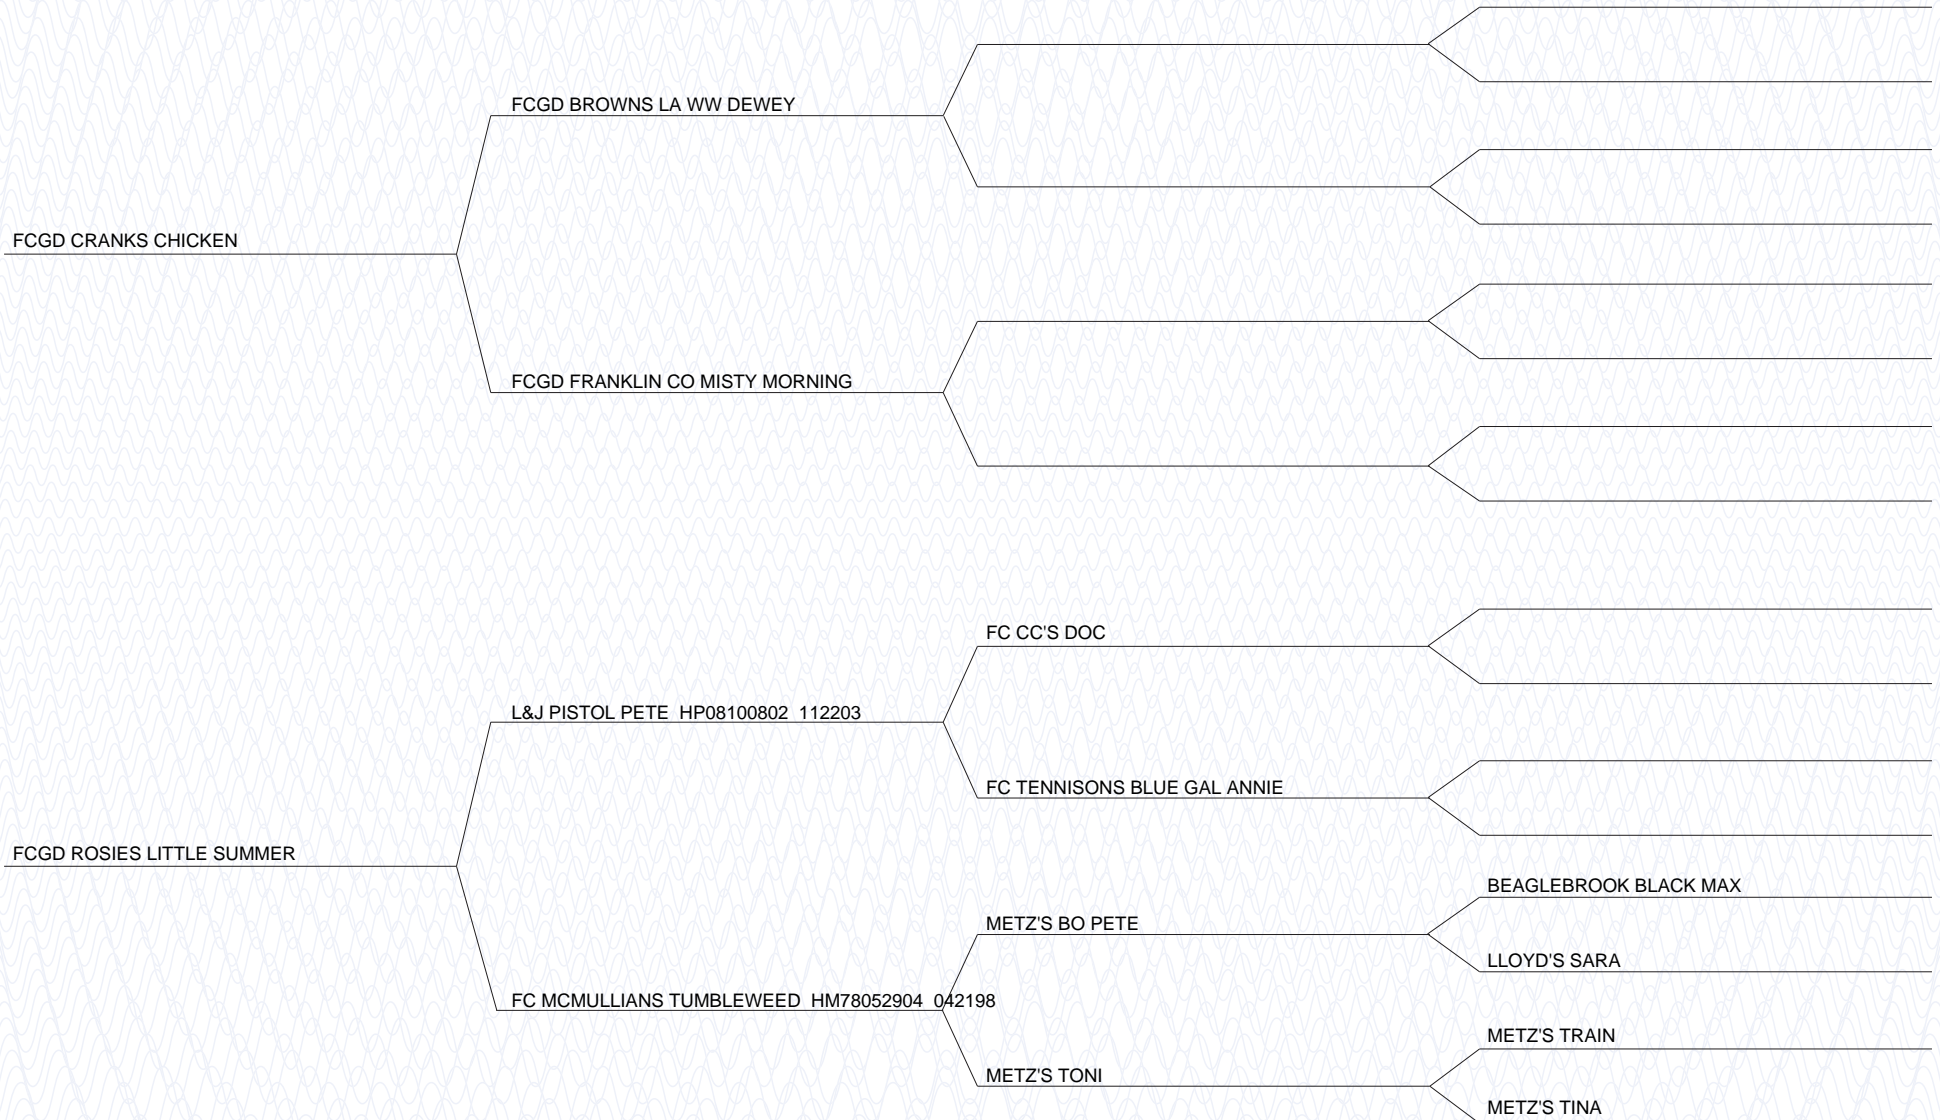 FCGD BROWNS LA WW DEWEY
FCGD CRANKS CHICKEN
FCGD FRANKLIN CO MISTY MORNING
FC CC'S DOC
L&J PISTOL PETE  HP08100802  112203
FC TENNISONS BLUE GAL ANNIE
FCGD ROSIES LITTLE SUMMER
BEAGLEBROOK BLACK MAX
METZ'S BO PETE
LLOYD'S SARA
FC MCMULLIANS TUMBLEWEED  HM78052904  042198
METZ'S TRAIN
METZ'S TONI
METZ'S TINA